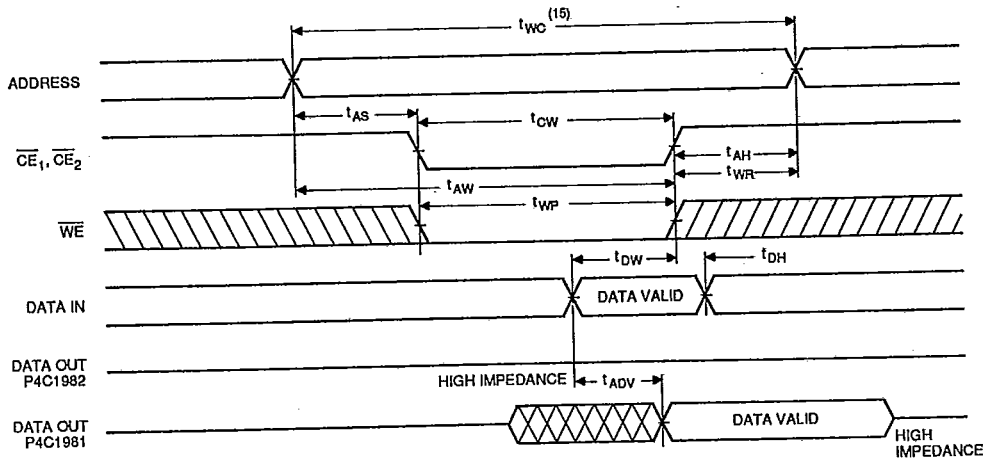 tWC (15)
ADDRESS
tAS
tCW
CE1, CE2
tAH
tAW
tWR
tWP
WE
tDW
tDH
DATA IN
DATA VALID
DATA OUT
P4C1982
HIGH IMPEDANCE
tADV
DATA OUT
P4C1981
DATA VALID
HIGH
IMPEDANCE